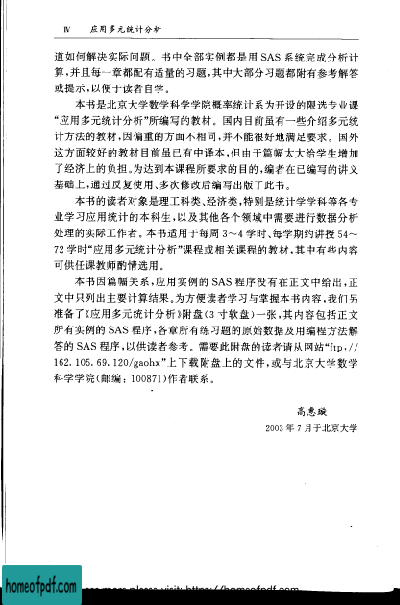 Ⅳ 应用多元统计分析
道如何解决实际问题。书中全部实例都是用 SAS 系统完成分析计
算,并且每一章都配有适量的习题,其中大部分习题都附有参考解答
或提示,以便于读者自学。
本书是北京大学数学科学学院概率统计系为开设的限选专业课
“应用多元统计分析”所编写的教材。国内目前虽有一些介绍多元统
计方法的教材,因偏重的方面不相同,并不能很好地满足要求。国外
这方面较好的教材目前虽已有中译本,但由于篇幅太大给学生增加
了经济上的负担。为达到本课程所要求的目的,编者在已编写的讲义
基础上,通过反复使用、多次修改后编写出版了此书。
本书的读者对象是理工科类、经济类,特别是统计学学科等各专
业学习应用统计的本科生,以及其他各个领域中需要进行数据分析
处理的实际工作者。本书适用于每周 3～4 学时、每学期约讲授 54～
72 学时“应用多元统计分析”课程或相关课程的教材,其中有些内容
可供任课教师酌情选用。
本书因篇幅关系,应用实例的 SAS 程序没有在正文中给出,正
文中只列出主要计算结果。为方便读者学习与掌握本书内容,我们另
准备了《应用多元统计分析》附盘(3 寸软盘)一张,其内容包括正文
所有实例的 SAS 程序,各章所有练习题的原始数据及用编程方法解
答的 SAS 程序,以供读者参考。需要此附盘的读者请从网站“ftp://
162.105.69.120/gaohx”上下载附盘上的文件,或与北京大学数学
科学学院(邮编:100871)作者联系。
高惠璇
2003 年 7 月于北京大学
homeofpdf.com
more please visit: https://homeofpdf.com